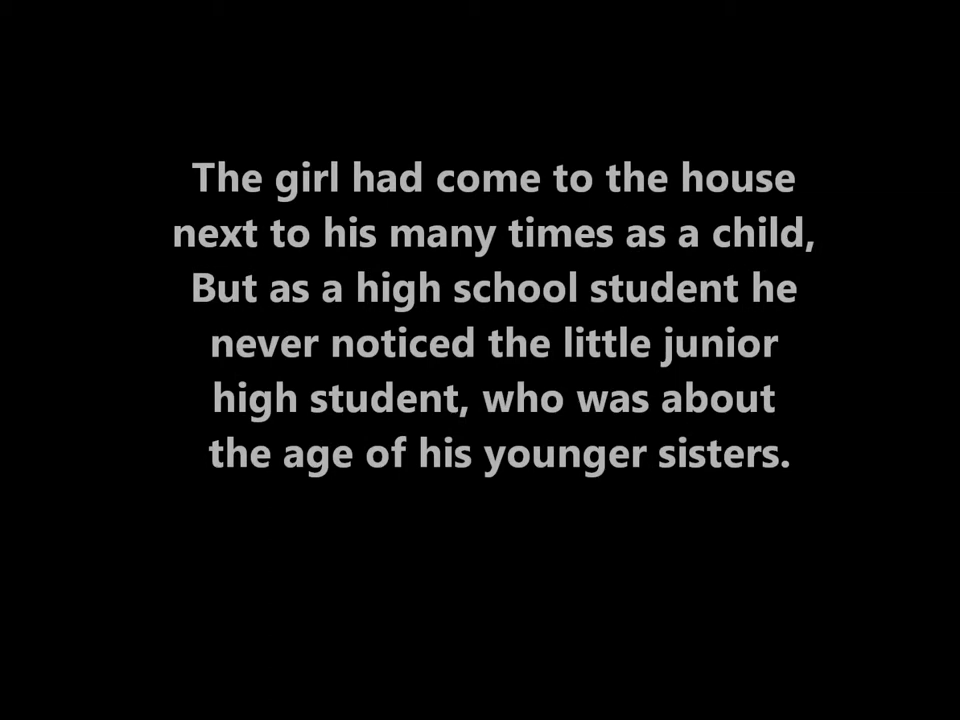 The girl had come to the house
next to his many times as a child,
But as a high school student he
never noticed the little junior
high student, who was about
the age of his younger sisters.